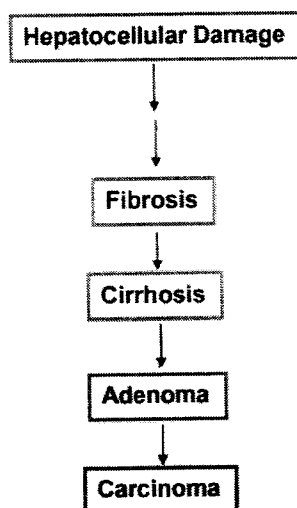 Hepatocellular Damage
Fibrosis
Cirrhosis
Adenoma
Carcinoma